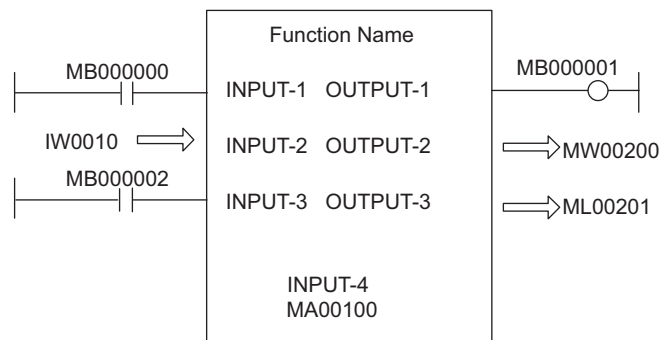 Function Name
MB000000
MB000001
INPUT-1 OUTPUT-1
IW0010
INPUT-2 OUTPUT-2
MW00200
MB000002
INPUT-3 OUTPUT-3
ML00201
INPUT-4
MA00100